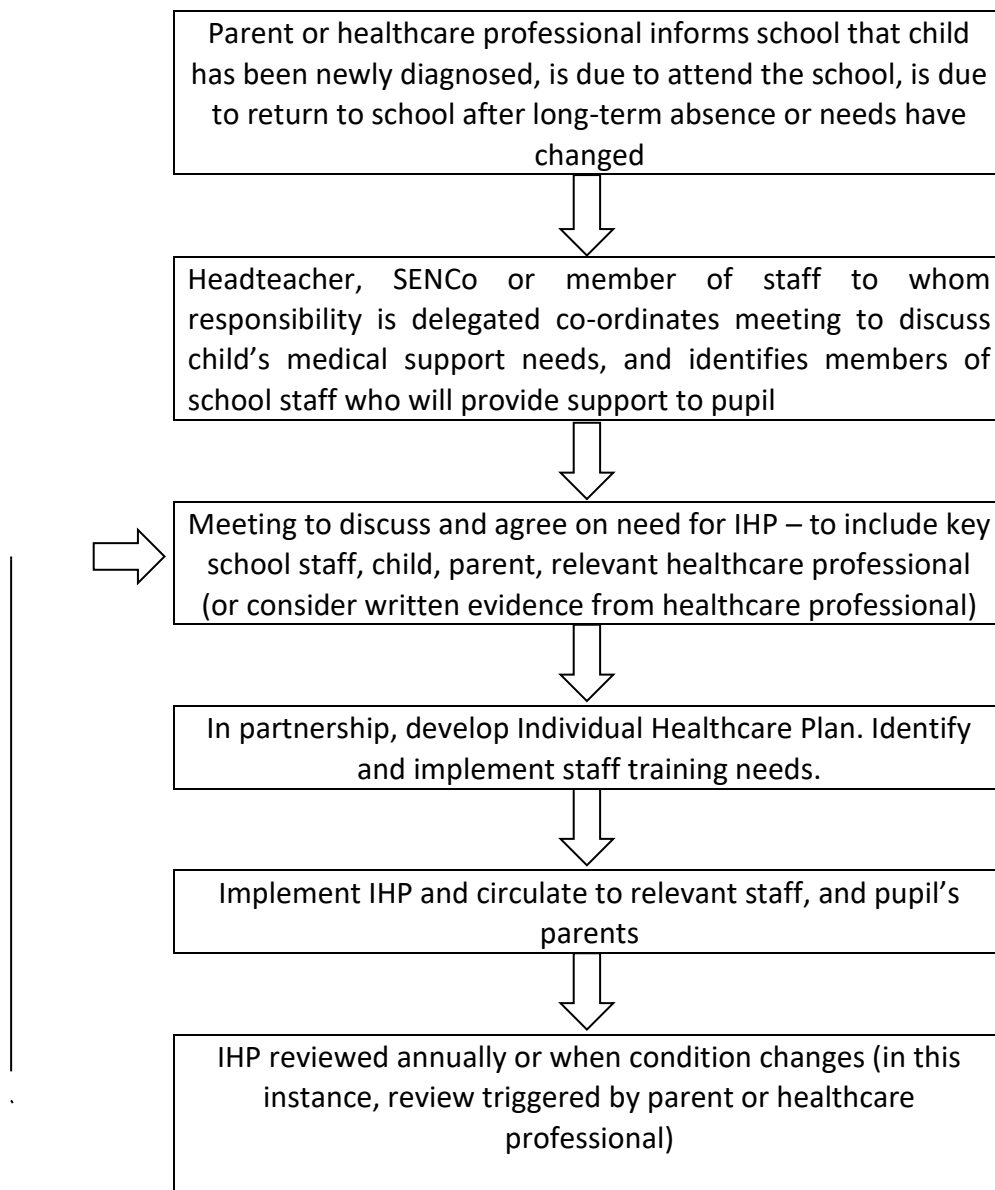 Parent or healthcare professional informs school that child
has been newly diagnosed, is due to attend the school, is due
to return to school after long-term absence or needs have
changed
Headteacher, SENCo or member of staff to whom
responsibility is delegated co-ordinates meeting to discuss
child’s medical support needs, and identifies members of
school staff who will provide support to pupil
Meeting to discuss and agree on need for IHP – to include key
school staff, child, parent, relevant healthcare professional
(or consider written evidence from healthcare professional)
In partnership, develop Individual Healthcare Plan. Identify
and implement staff training needs.
Implement IHP and circulate to relevant staff, and pupil’s
parents
IHP reviewed annually or when condition changes (in this
instance, review triggered by parent or healthcare
professional)